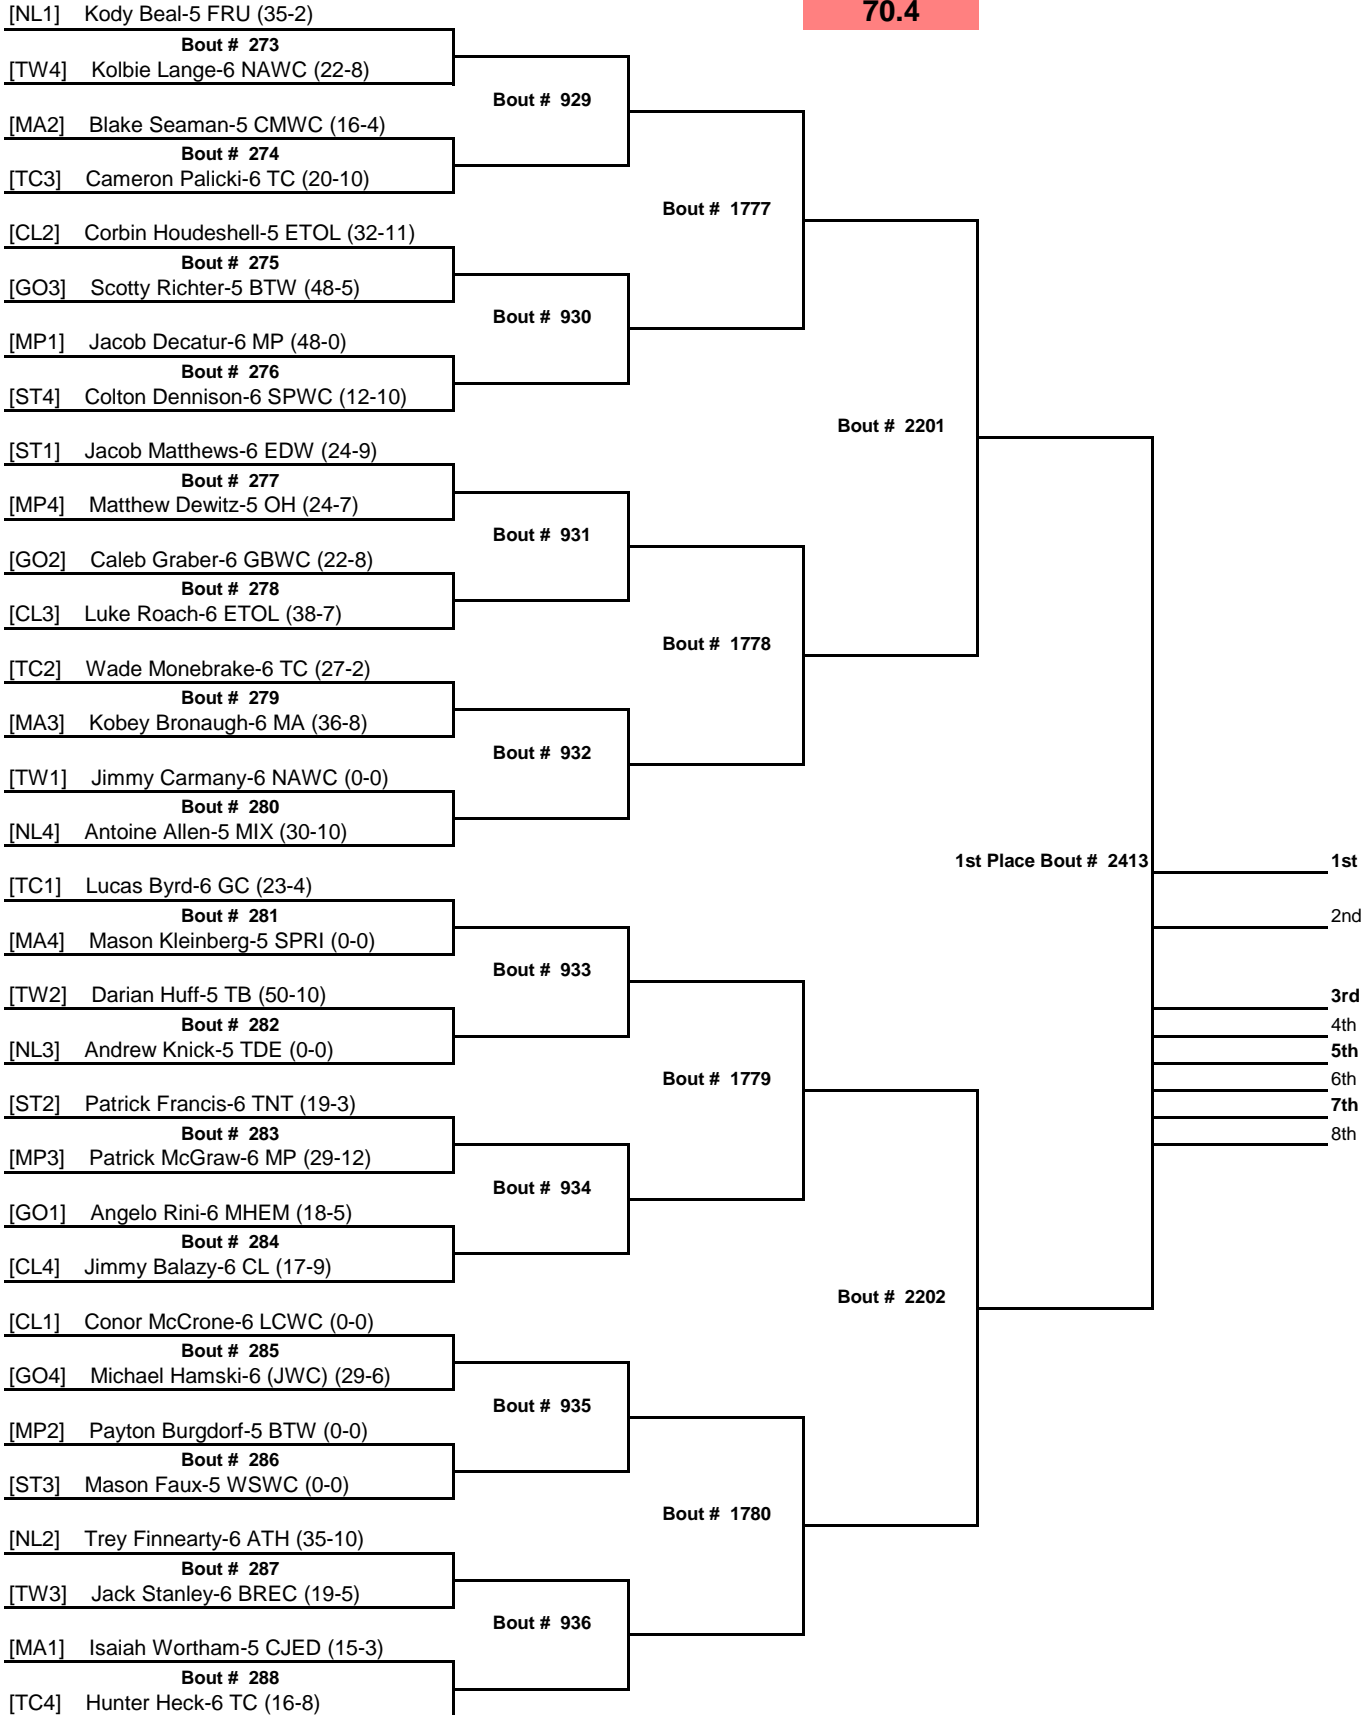 [NL1] Kody Beal-5 FRU (35-2)
70.4
Bout # 273
[TW4] Kolbie Lange-6 NAWC (22-8)
Bout # 929
[MA2] Blake Seaman-5 CMWC (16-4)
Bout # 274
[TC3] Cameron Palicki-6 TC (20-10)
Bout # 1777
[CL2] Corbin Houdeshell-5 ETOL (32-11)
Bout # 275
[GO3] Scotty Richter-5 BTW (48-5)
Bout # 930
[MP1] Jacob Decatur-6 MP (48-0)
Bout # 276
[ST4] Colton Dennison-6 SPWC (12-10)
Bout # 2201
[ST1] Jacob Matthews-6 EDW (24-9)
Bout # 277
[MP4] Matthew Dewitz-5 OH (24-7)
Bout # 931
[GO2] Caleb Graber-6 GBWC (22-8)
Bout # 278
[CL3] Luke Roach-6 ETOL (38-7)
Bout # 1778
[TC2] Wade Monebrake-6 TC (27-2)
Bout # 279
[MA3] Kobey Bronaugh-6 MA (36-8)
Bout # 932
[TW1] Jimmy Carmany-6 NAWC (0-0)
Bout # 280
[NL4] Antoine Allen-5 MIX (30-10)
1st Place Bout # 2413
1st
[TC1] Lucas Byrd-6 GC (23-4)
Bout # 281
2nd
[MA4] Mason Kleinberg-5 SPRI (0-0)
Bout # 933
[TW2] Darian Huff-5 TB (50-10)
3rd
Bout # 282
4th
[NL3] Andrew Knick-5 TDE (0-0)
5th
Bout # 1779
6th
[ST2] Patrick Francis-6 TNT (19-3)
7th
Bout # 283
8th
[MP3] Patrick McGraw-6 MP (29-12)
Bout # 934
[GO1] Angelo Rini-6 MHEM (18-5)
Bout # 284
[CL4] Jimmy Balazy-6 CL (17-9)
Bout # 2202
[CL1] Conor McCrone-6 LCWC (0-0)
Bout # 285
[GO4] Michael Hamski-6 (JWC) (29-6)
Bout # 935
[MP2] Payton Burgdorf-5 BTW (0-0)
Bout # 286
[ST3] Mason Faux-5 WSWC (0-0)
Bout # 1780
[NL2] Trey Finnearty-6 ATH (35-10)
Bout # 287
[TW3] Jack Stanley-6 BREC (19-5)
Bout # 936
[MA1] Isaiah Wortham-5 CJED (15-3)
Bout # 288
[TC4] Hunter Heck-6 TC (16-8)